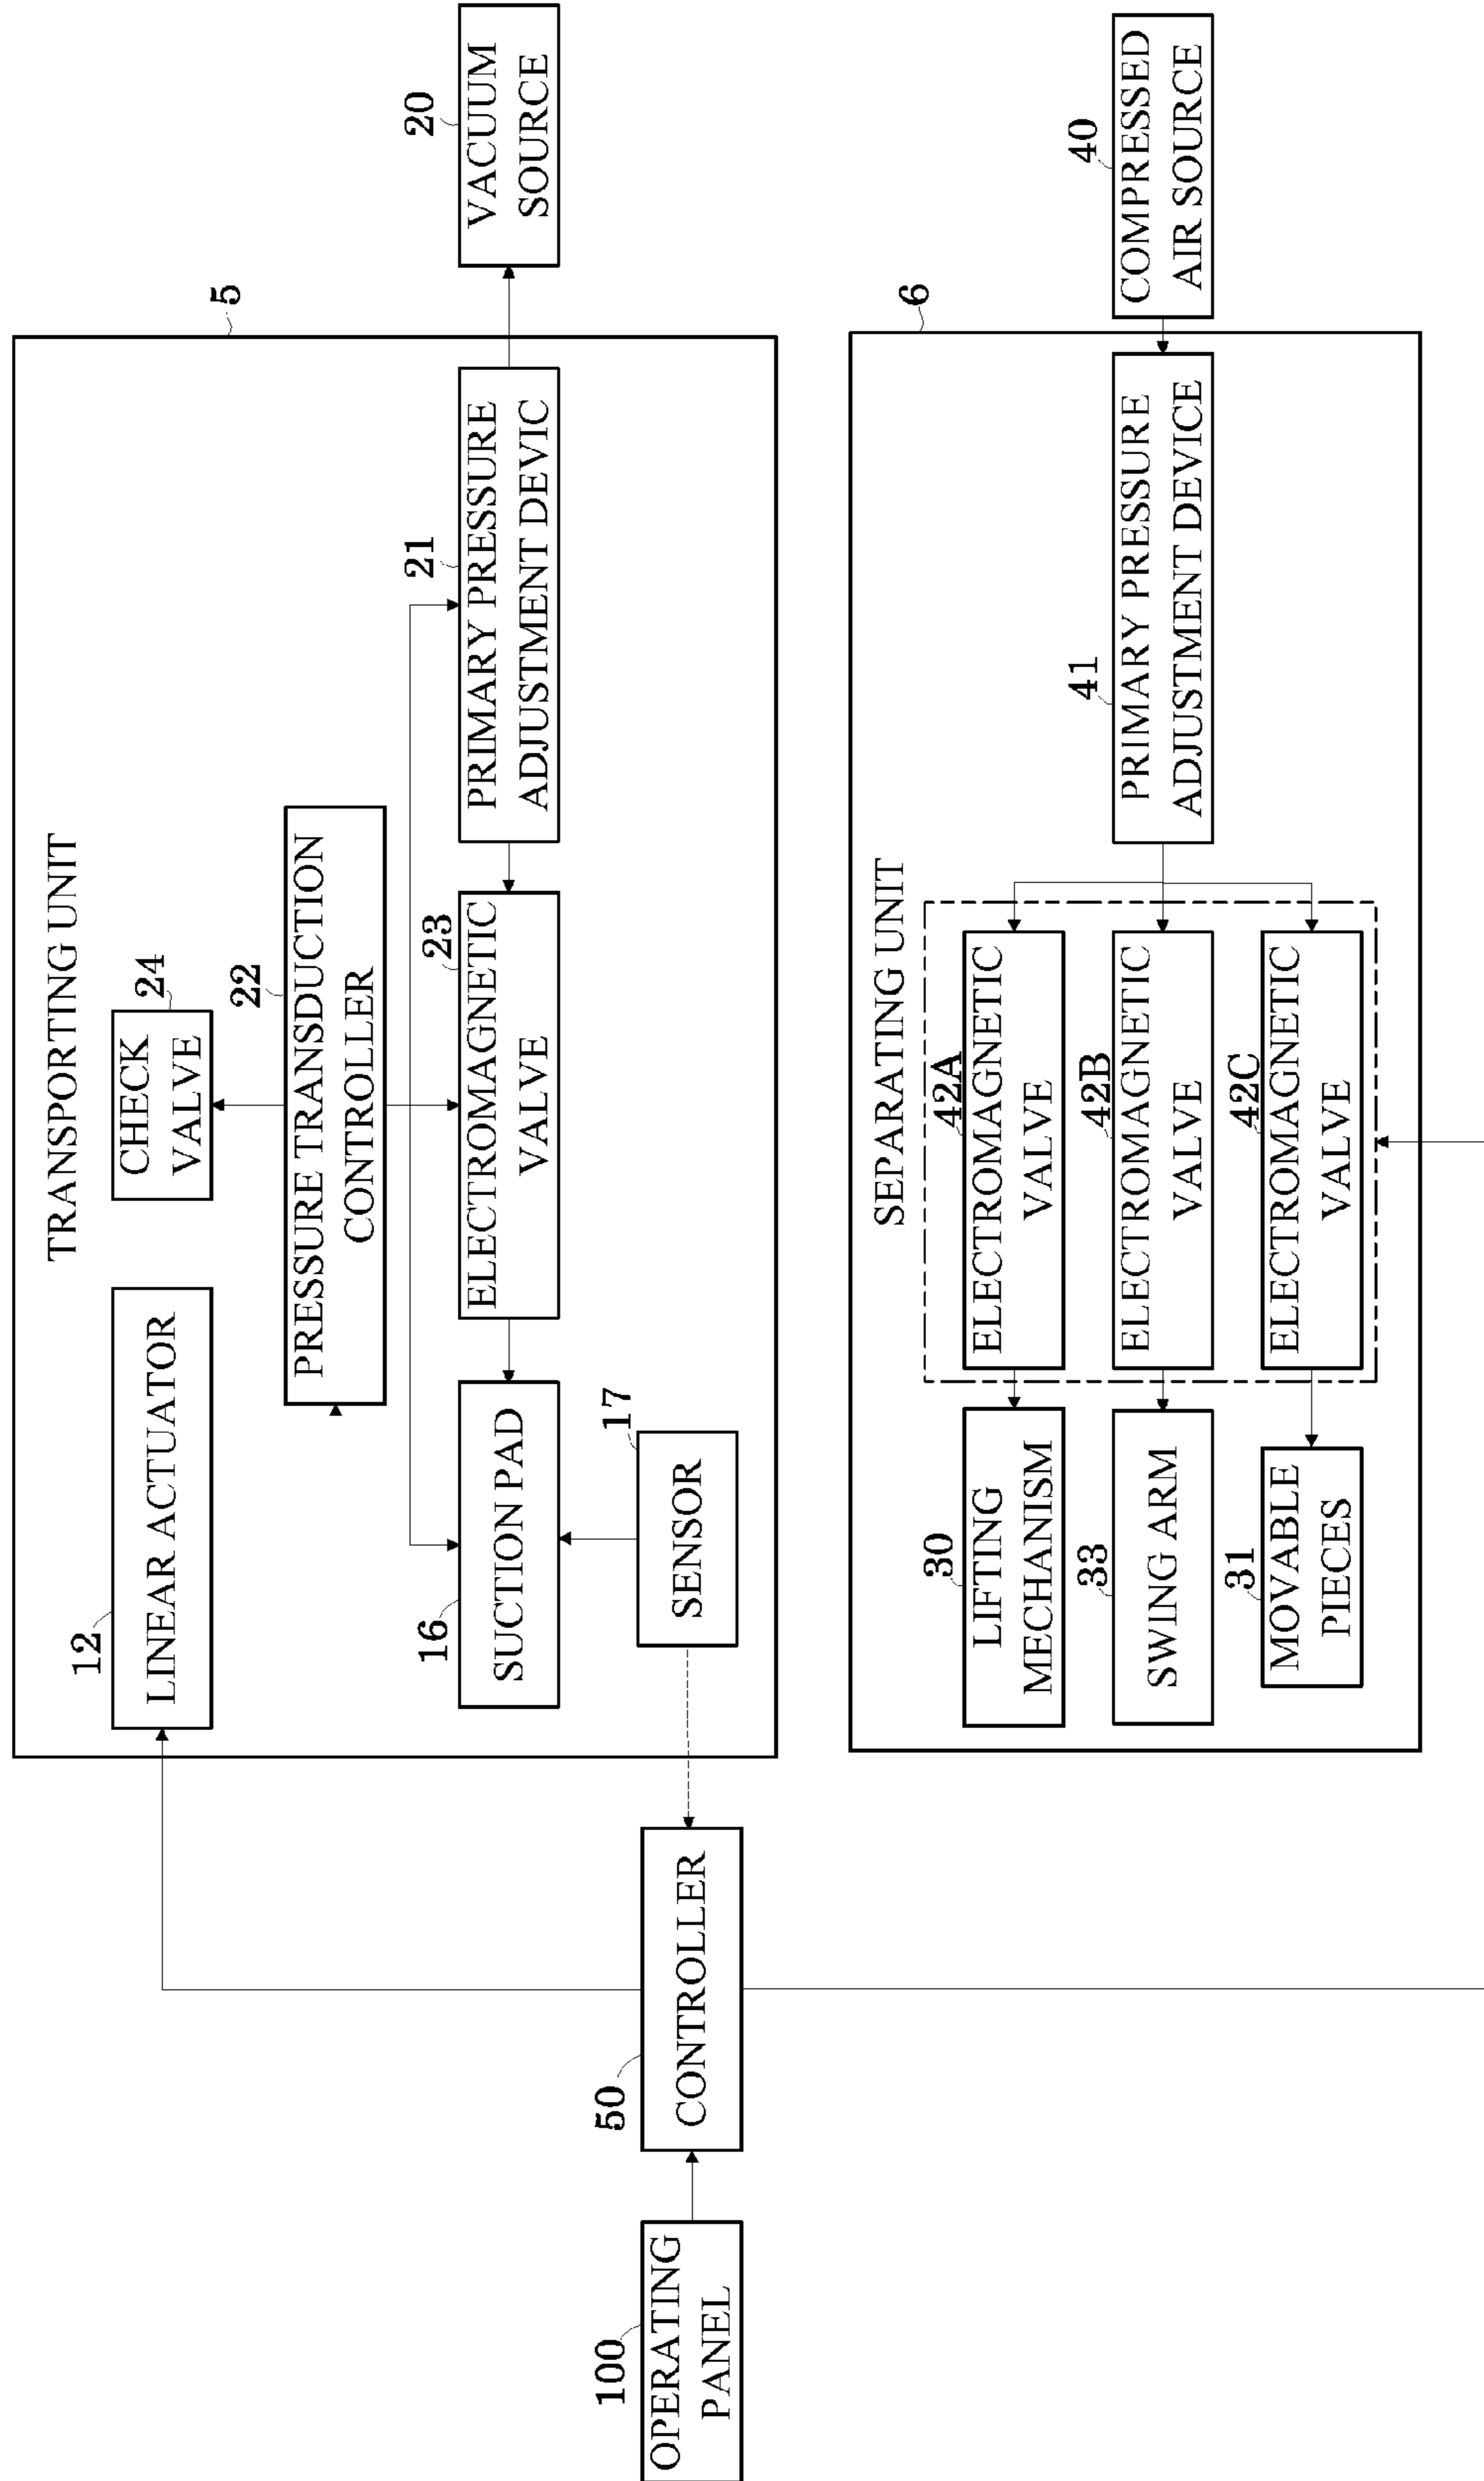 TRANSPORTING UNIT
5
12
LINEAR ACTUATOR
24
CHECK
VALVE
22
PRESSURE TRANSDUCTION
CONTROLLER
16
SUCTION PAD
23
ELECTROMAGNETIC
VALVE
21
PRIMARY PRESSURE
ADJUSTMENT DEVIC
20
VACUUM
SOURCE
17
SENSOR
100
OPERATING
PANEL
50
CONTROLLER
SEPARATING UNIT
6
30
LIFTING
MECHANISM
42A
ELECTROMAGNETIC
VALVE
33
SWING ARM
42B
ELECTROMAGNETIC
VALVE
41
PRIMARY PRESSURE
ADJUSTMENT DEVICE
40
COMPRESSED
AIR SOURCE
31
MOVABLE
PIECES
42C
ELECTROMAGNETIC
VALVE